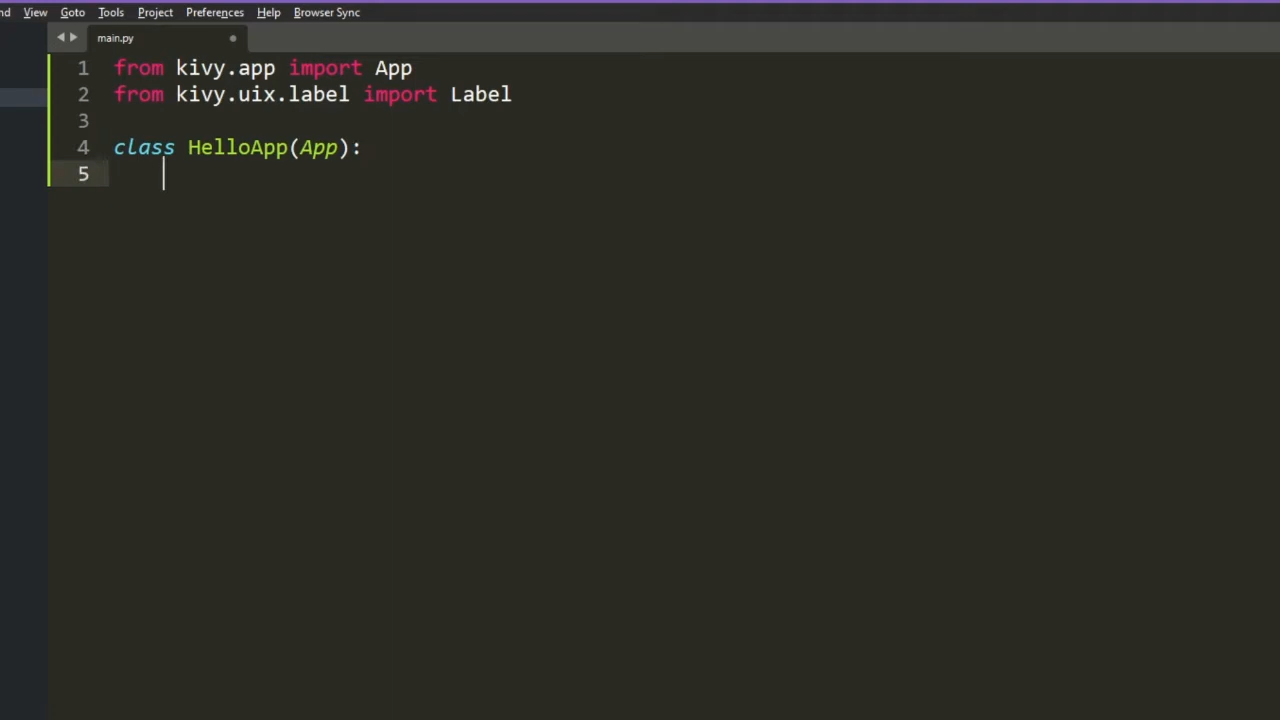 nd View Goto Tools Project Preferences Help Browser Sync
main.py
1 from kivy.app import App
2 from kivy.uix.label import Label
3
4 class HelloApp(App):
5